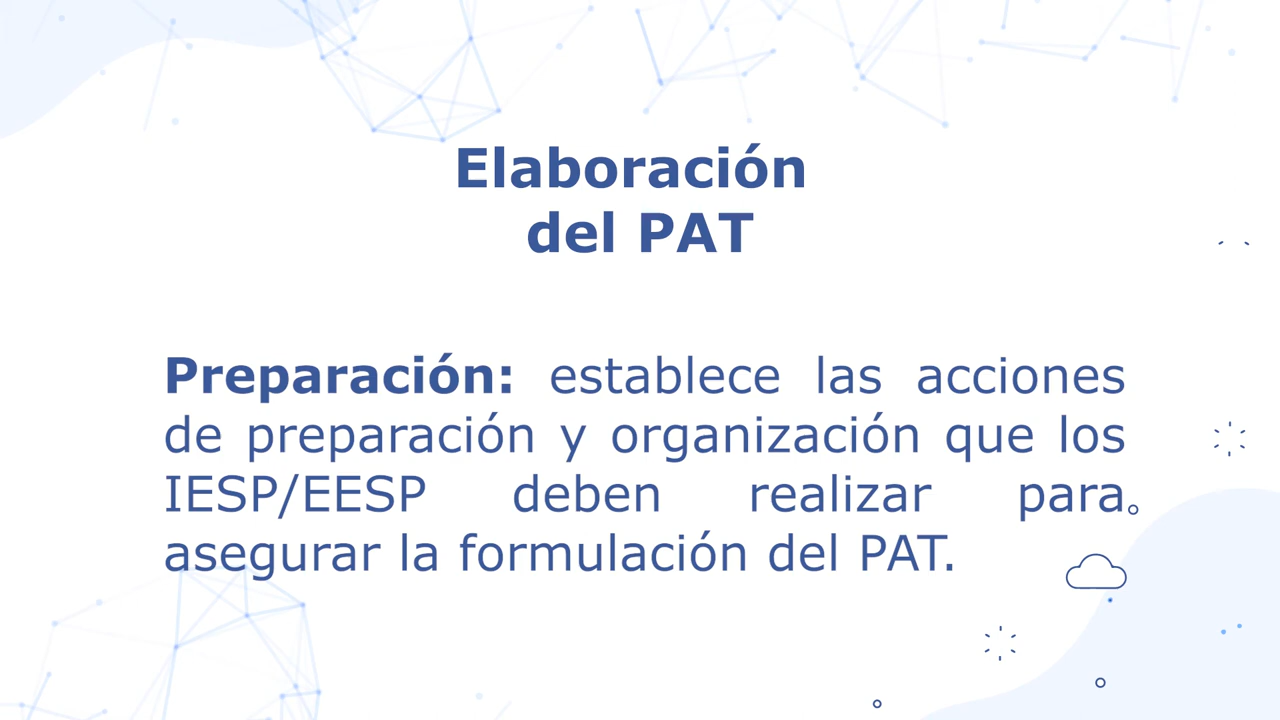 Elaboración
del PAT
Preparación: establece las acciones
de preparación y organización que los
IESP/EESP deben realizar para
asegurar la formulación del PAT.